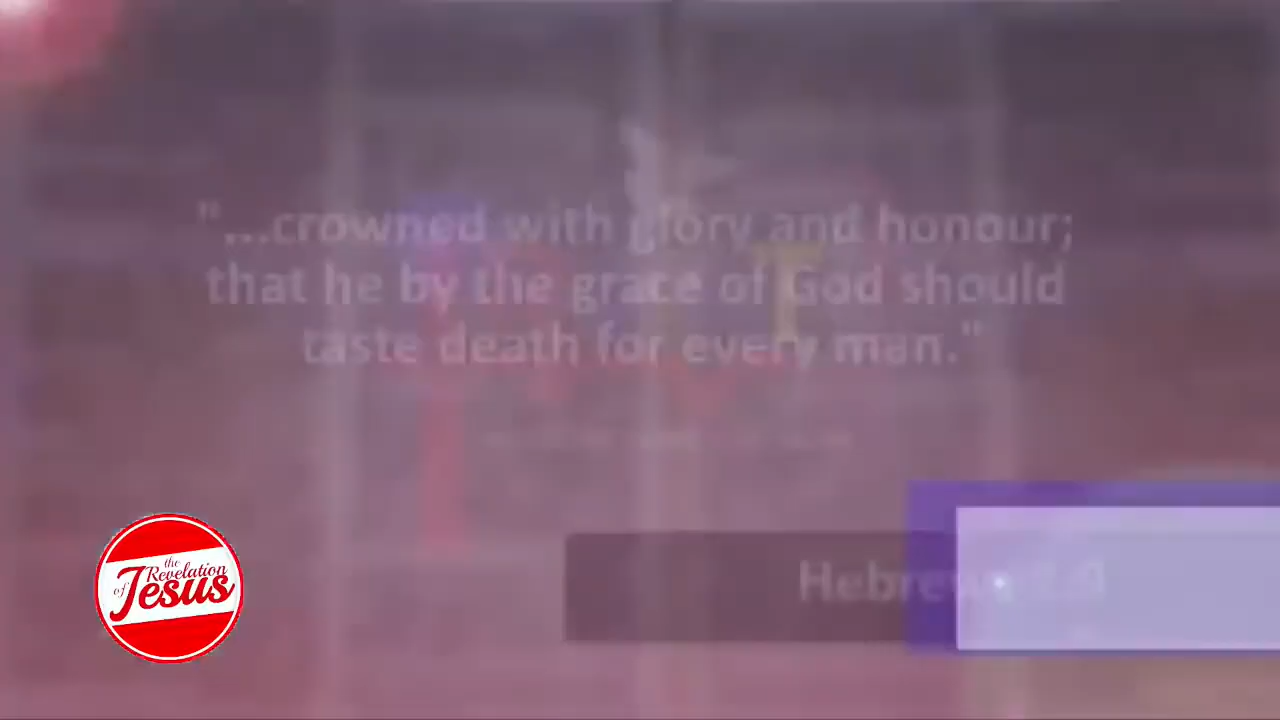 "...crowned with glory and honour;
that he by the grace of God should
taste death for every man."
the
Revelation
of
Jesus